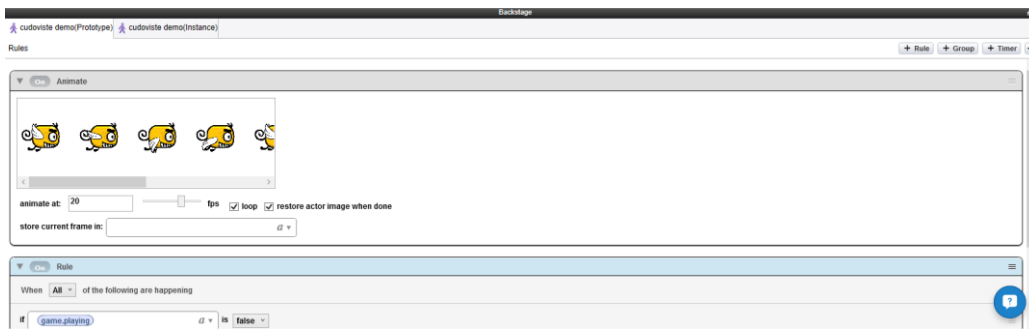 Backstage
cudoviste demo(Prototype) cudoviste demo(Instance)
Rules + Rule + Group + Timer
On Animate
animate at: 20 fps loop restore actor image when done
store current frame in: a
On Rule
When All of the following are happening
if game.playing a is false
?